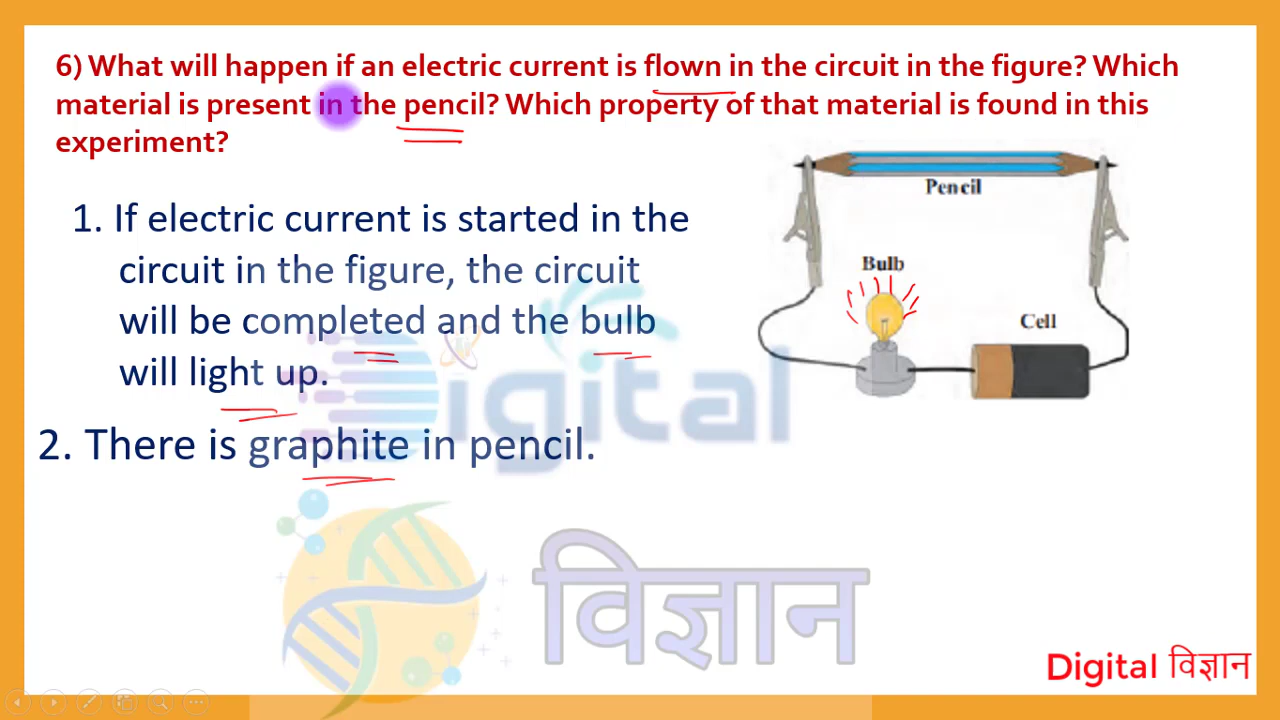 6) What will happen if an electric current is flown in the circuit in the figure? Which
material is present in the pencil? Which property of that material is found in this
experiment?
Pencil
1. If electric current is started in the
circuit in the figure, the circuit
will be completed and the bulb
will light up.
Bulb
Cell
Digital
2. There is graphite in pencil.
विज्ञान
Digital विज्ञान